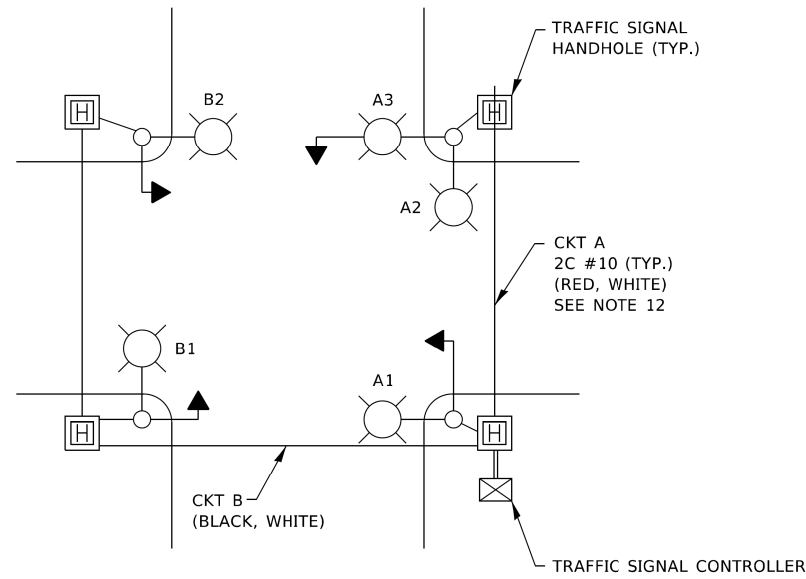 TRAFFIC SIGNAL
HANDHOLE (TYP.)
H
B2
A3
H
A2
CKT A
2C #10 (TYP.)
(RED, WHITE)
SEE NOTE 12
B1
A1
H
H
CKT B
(BLACK, WHITE)
TRAFFIC SIGNAL CONTROLLER